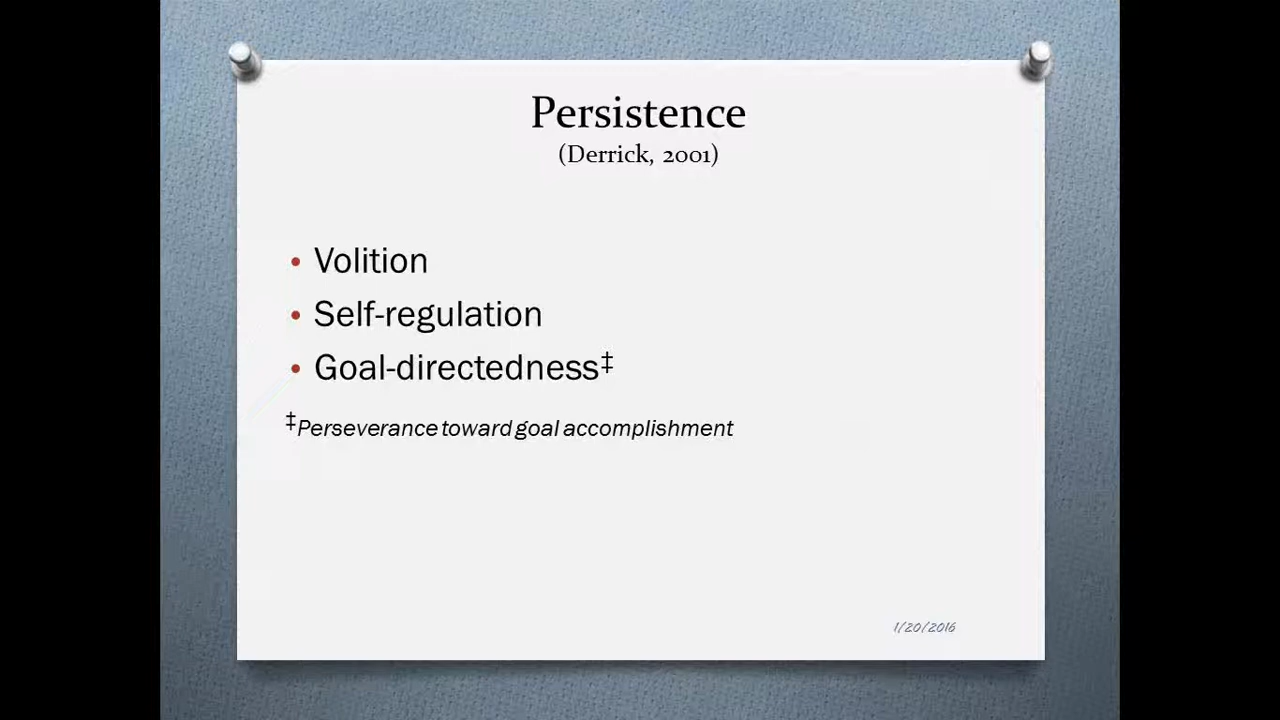 Persistence
(Derrick, 2001)
• Volition
• Self-regulation
• Goal-directedness‡
‡Perseverance toward goal accomplishment
1/20/2016